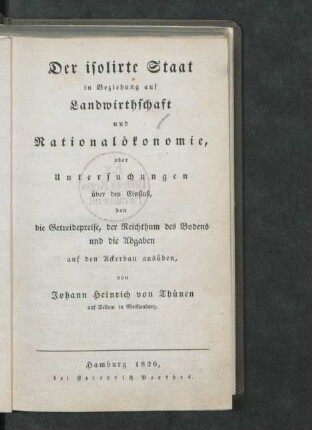 Der isolirte Staat
in Beziehung auf
Landwirthschaft
und
Nationalökonomie,
oder
Untersuchungen
über den Einfluß,
den
die Getreidepreise, der Reichthum des Bodens
und die Abgaben
auf den Ackerbau ausüben,
von
Johann Heinrich von Thünen
auf Tellow in Mecklenburg.
Hamburg 1826,
bei Friedrich Perthes.